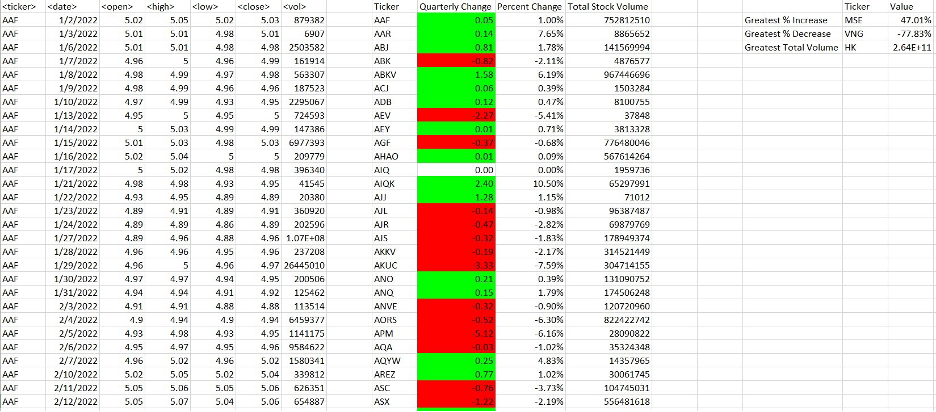 <ticker> <date> <open> <high> <low> <close> <vol> Ticker Quarterly Change Percent Change Total Stock Volume Ticker Value
AAF 1/2/2022 5.02 5.05 5.02 5.03 879382 AAF 0.05 1.00% 752812510 Greatest % Increase MSE 47.01%
AAF 1/3/2022 5.01 5.01 4.98 4.98 6907 AAR 0.14 7.65% 8865652 Greatest % Decrease VNG -77.83%
AAF 1/6/2022 5.01 5.01 4.98 4.98 2503582 ABJ 0.81 1.78% 141569994 Greatest Total Volume HK 2.64E+11
AAF 1/7/2022 4.96 5 4.96 4.99 161914 ABK -0.82 -2.11% 4876577
AAF 1/8/2022 4.98 4.99 4.97 4.98 563307 ABKV 1.58 6.19% 967446696
AAF 1/9/2022 4.98 4.99 4.96 4.96 187523 ACJ 0.06 0.39% 1503284
AAF 1/10/2022 4.97 4.99 4.93 4.95 2295067 ADB 0.12 0.47% 8100755
AAF 1/13/2022 4.95 5 4.95 5 724593 AEV -2.27 -5.41% 37848
AAF 1/14/2022 5 5.03 4.99 4.99 147386 AEY 0.01 0.71% 3813328
AAF 1/15/2022 5.01 5.03 4.98 5.03 6977393 AGF -0.37 -0.68% 776480046
AAF 1/16/2022 5.02 5.04 5 5 209779 AHAO 0.01 0.09% 567614264
AAF 1/17/2022 5 5.02 4.98 4.98 396340 AIQ 0.00 0.00% 1959736
AAF 1/21/2022 4.98 4.98 4.93 4.95 41545 AIQK 2.40 10.50% 65297991
AAF 1/22/2022 4.93 4.95 4.89 4.89 20380 AJJ 1.28 1.15% 71012
AAF 1/23/2022 4.89 4.91 4.89 4.91 360920 AJL -0.14 -0.98% 96387487
AAF 1/24/2022 4.89 4.89 4.86 4.89 202596 AJR -0.47 -2.82% 69879769
AAF 1/27/2022 4.89 4.96 4.88 4.96 1.07E+08 AJS -0.32 -1.83% 178949374
AAF 1/28/2022 4.96 4.96 4.95 4.96 237208 AKKV -0.19 -2.17% 314521449
AAF 1/29/2022 4.96 5 4.96 4.97 26445010 AKUC -3.33 -7.59% 304714155
AAF 1/30/2022 4.97 4.97 4.94 4.95 200506 ANO 0.21 0.39% 131090752
AAF 1/31/2022 4.94 4.94 4.91 4.92 125462 ANQ 0.15 1.79% 174506248
AAF 2/3/2022 4.91 4.91 4.88 4.88 113514 ANVE -0.32 -0.90% 120720960
AAF 2/4/2022 4.9 4.94 4.9 4.94 6459377 AORS -0.52 -6.30% 822422742
AAF 2/5/2022 4.93 4.98 4.93 4.95 1141175 APM -5.12 -6.16% 28090822
AAF 2/6/2022 4.95 4.97 4.95 4.96 9584622 AQA -0.03 -1.02% 35324348
AAF 2/7/2022 4.96 5.02 4.96 5.02 1580341 AQYW 0.25 4.83% 14357965
AAF 2/10/2022 5.02 5.05 5.02 5.04 339812 AREZ 0.77 1.02% 30061745
AAF 2/11/2022 5.05 5.06 5.05 5.06 626351 ASC -0.76 -3.73% 104745031
AAF 2/12/2022 5.05 5.07 5.04 5.06 654887 ASX -1.22 -2.19% 556481618